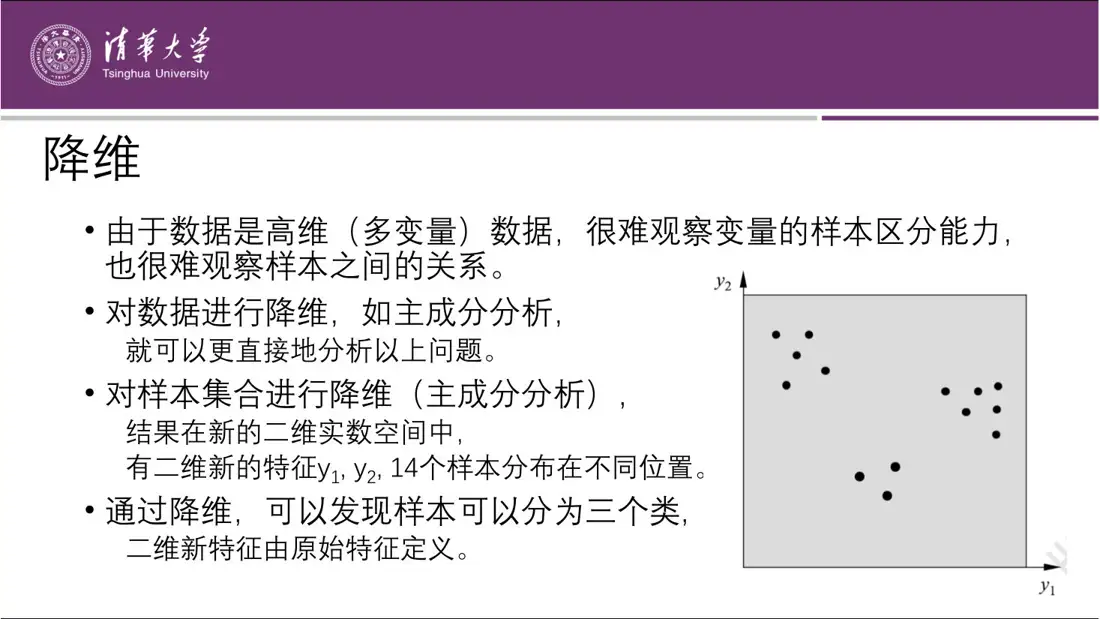 清华大学
Tsinghua University
降维
• 由于数据是高维（多变量）数据，很难观察变量的样本区分能力，
也很难观察样本之间的关系。
• 对数据进行降维，如主成分分析，
就可以更直接地分析以上问题。
• 对样本集合进行降维（主成分分析），
结果在新的二维实数空间中，
有二维新的特征y1, y2, 14个样本分布在不同位置。
• 通过降维，可以发现样本可以分为三个类，
二维新特征由原始特征定义。
y2
y1